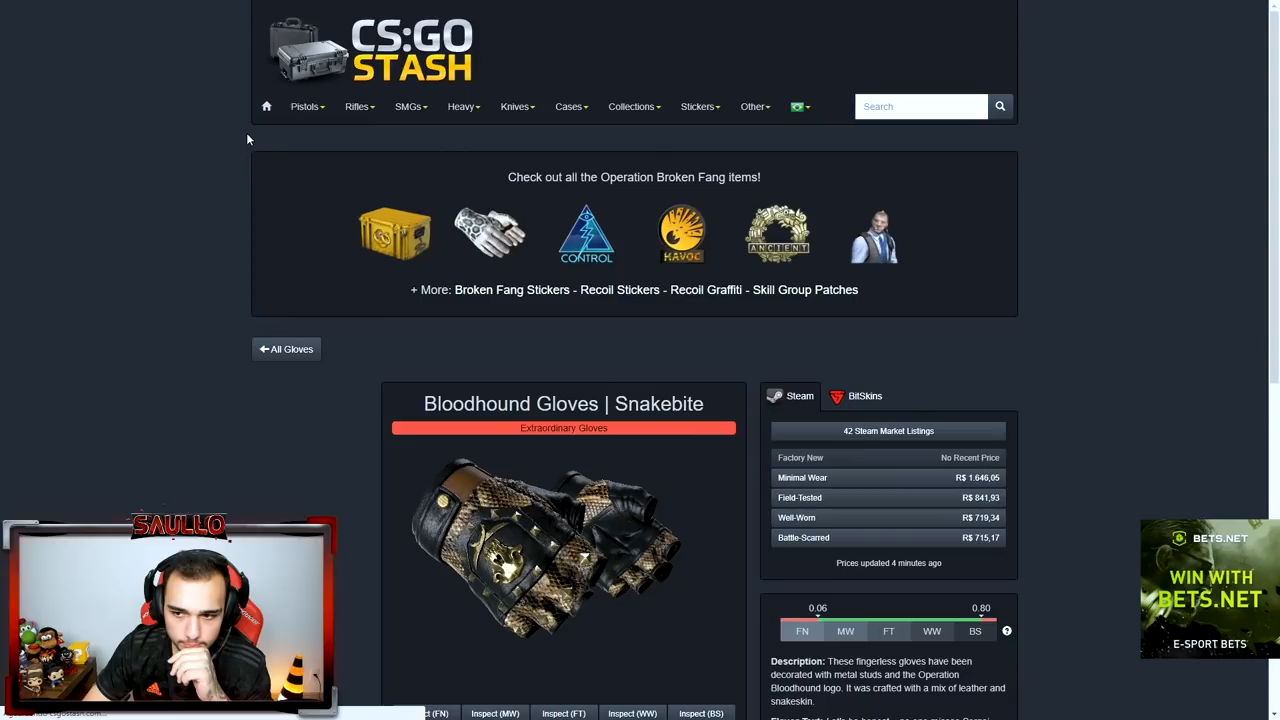 CS:GO
STASH
Pistols Rifles SMGs Heavy Knives Cases Collections Stickers Other Search
Check out all the Operation Broken Fang items!
CONTROL HAVOC ANCIENT
+ More: Broken Fang Stickers - Recoil Stickers - Recoil Graffiti - Skill Group Patches
All Gloves
Bloodhound Gloves | Snakebite
Extraordinary Gloves
Steam BitSkins
42 Steam Market Listings
Factory New No Recent Price
Minimal Wear R$ 1.646,05
Field-Tested R$ 841,93
Well-Worn R$ 719,34
Battle-Scarred R$ 715,17
Prices updated 4 minutes ago
0.06 0.80
FN MW FT WW BS
Description: These fingerless gloves have been
decorated with metal studs and the Operation
Bloodhound logo. It was crafted with a mix of leather and
snakeskin.
(FN) Inspect (MW) Inspect (FT) Inspect (WW) Inspect (BS)
SAULLO
BETS.NET
WIN WITH
BETS.NET
E-SPORT BETS